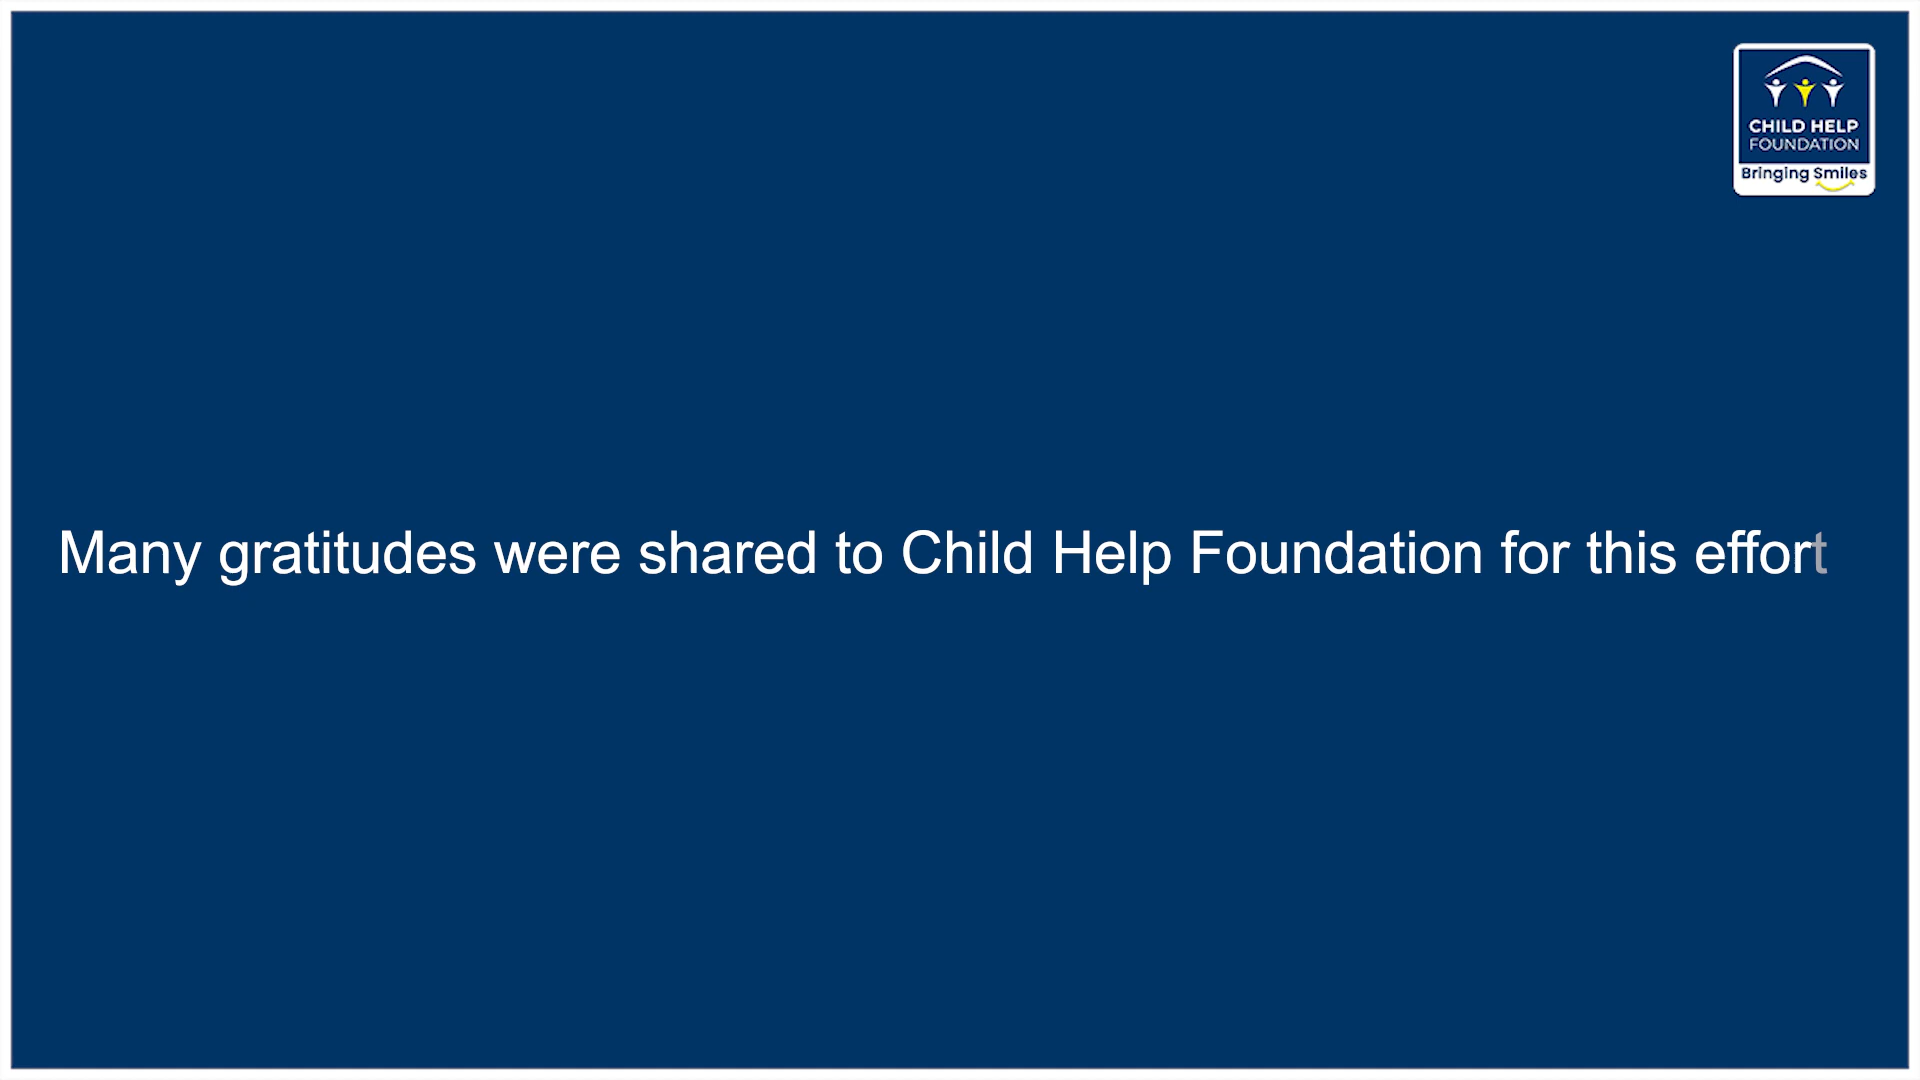 CHILD HELP
FOUNDATION
Bringing Smiles
Many gratitudes were shared to Child Help Foundation for this effort